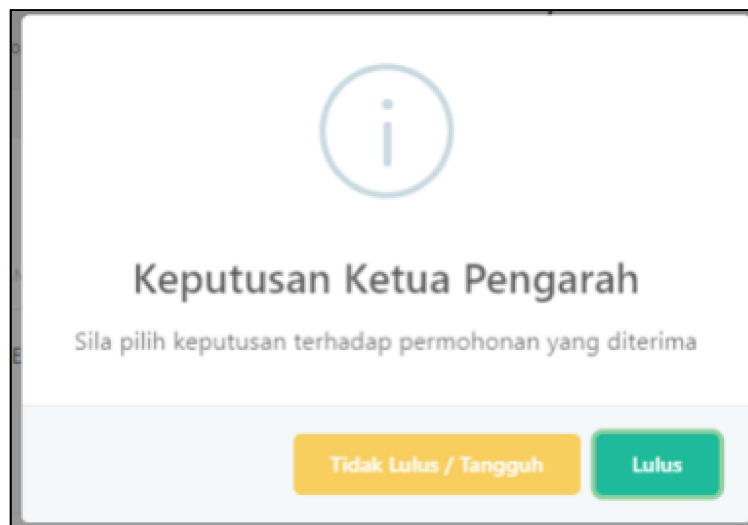 Keputusan Ketua Pengarah
Sila pilih keputusan terhadap permohonan yang diterima
Tidak Lulus / Tangguh
Lulus